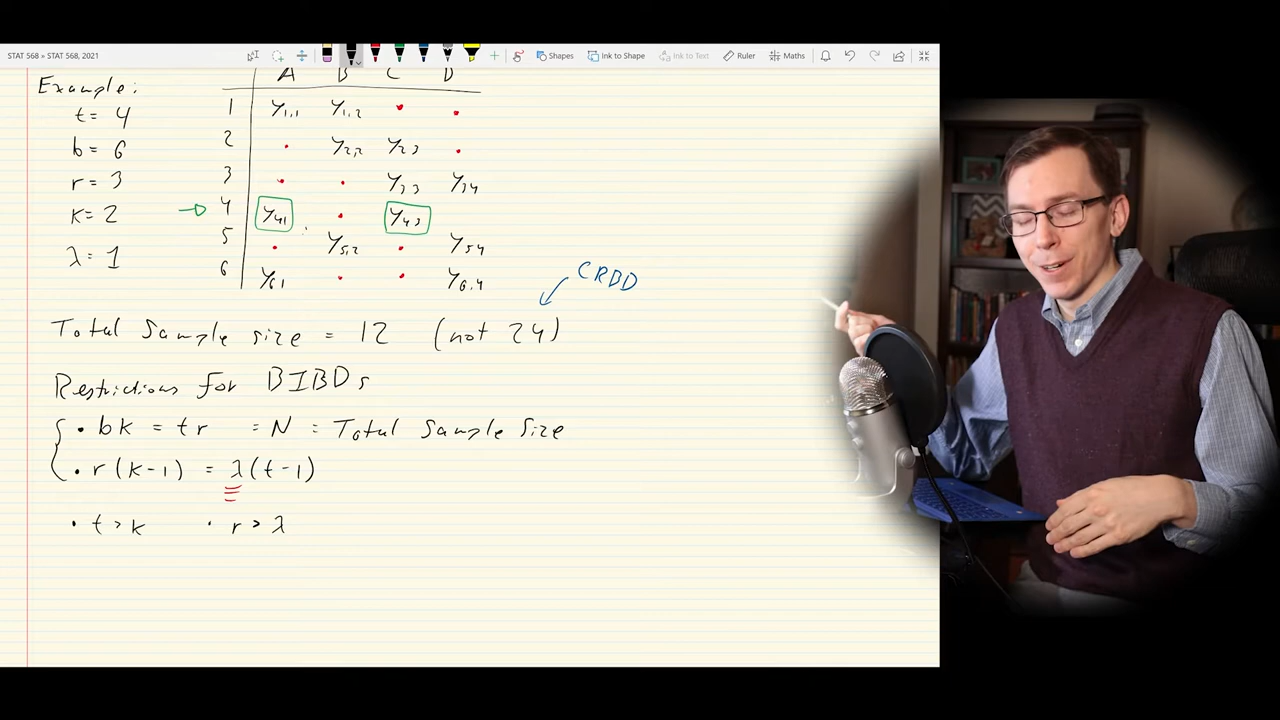 STAT 568 » STAT 568, 2021
Shapes Ink to Shape Ink to Text Ruler Maths
Example:
A B C D
t = 4
b = 6
r = 3
k = 2
λ = 1
1 y1,1 y1,2 • •
2 • y2,2 y2,3 •
3 • • y3,3 y3,4
→ 4 y4,1 • y4,3
5 • y5,2 • y5,4
6 y6,1 • • y6,4
CRBD
Total Sample size = 12 (not 24)
Restrictions for BIBDs
• bk = tr = N = Total Sample Size
• r(k-1) = λ(t-1)
• t > k • r > λ